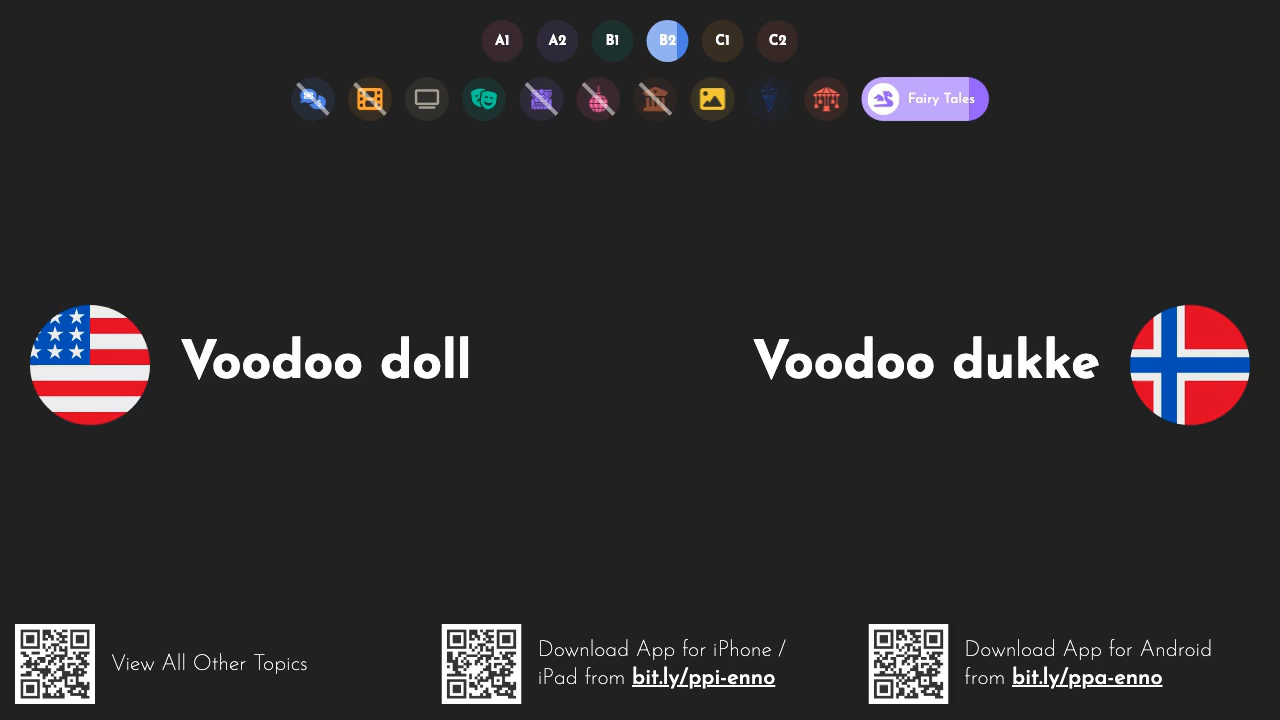 A1 A2 B1 B2 C1 C2
Fairy Tales
Voodoo doll
Voodoo dukke
View All Other Topics
Download App for iPhone /
iPad from bit.ly/ppi-enno
Download App for Android
from bit.ly/ppa-enno